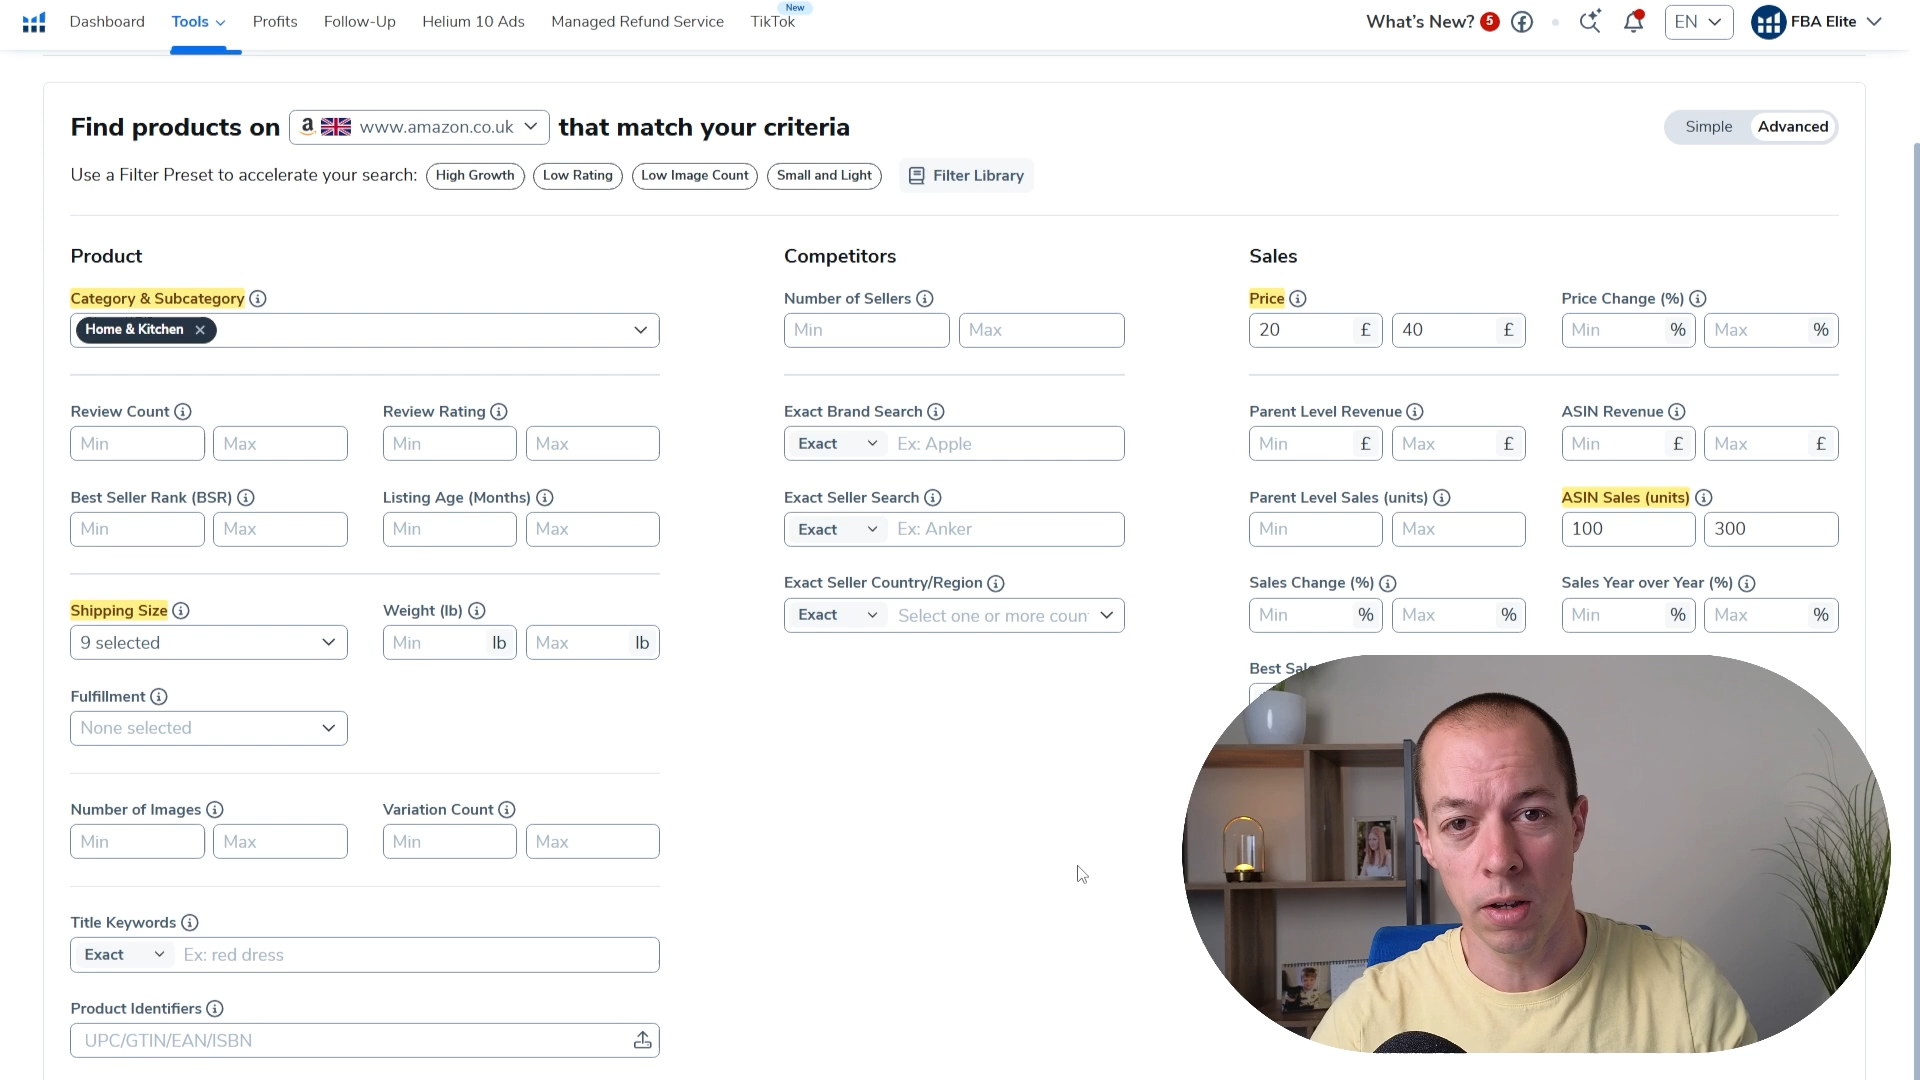 Dashboard Tools Profits Follow-Up Helium 10 Ads Managed Refund Service TikTok New What's New? 5 EN FBA Elite
Find products on a www.amazon.co.uk that match your criteria Simple Advanced
Use a Filter Preset to accelerate your search: High Growth Low Rating Low Image Count Small and Light Filter Library
Product Competitors Sales
Category & Subcategory Number of Sellers Price Price Change (%)
Home & Kitchen Min Max 20 £ 40 £ Min % Max %
Review Count Review Rating Exact Brand Search Parent Level Revenue ASIN Revenue
Min Max Min Max Exact Ex: Apple Min £ Max £ Min £ Max £
Best Seller Rank (BSR) Listing Age (Months) Exact Seller Search Parent Level Sales (units) ASIN Sales (units)
Min Max Min Max Exact Ex: Anker Min Max 100 300
Exact Seller Country/Region Sales Change (%) Sales Year over Year (%)
Shipping Size Weight (lb) Exact Select one or more coun Min % Max % Min % Max %
9 selected Min lb Max lb
Best Sal
Fulfillment
None selected
Number of Images Variation Count
Min Max Min Max
Title Keywords
Exact Ex: red dress
Product Identifiers
UPC/GTIN/EAN/ISBN